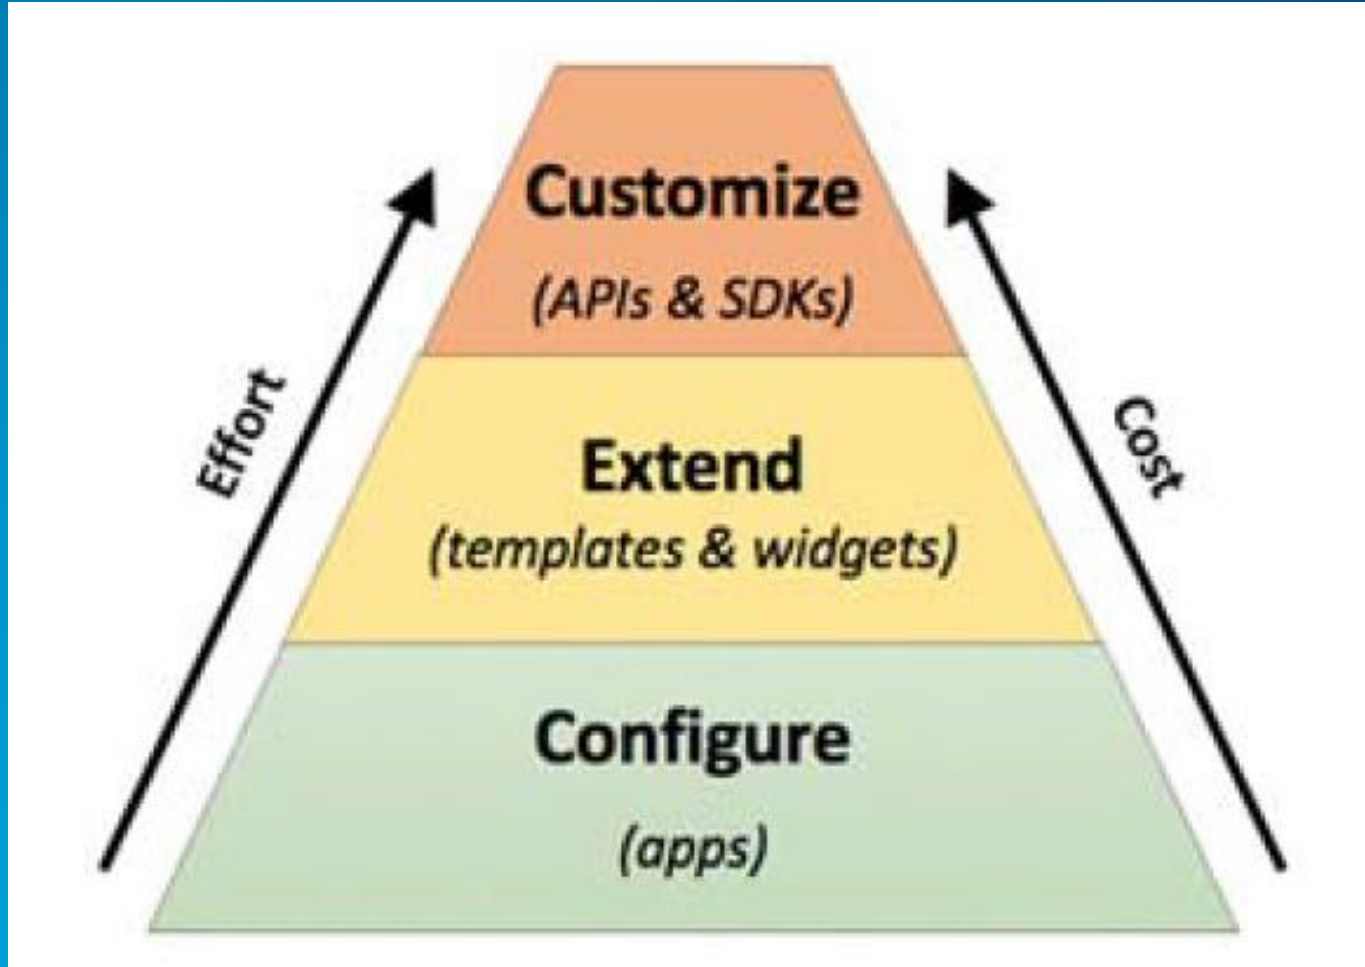 Customize
(APIs & SDKs)
Effort
Cost
Extend
(templates & widgets)
Configure
(apps)